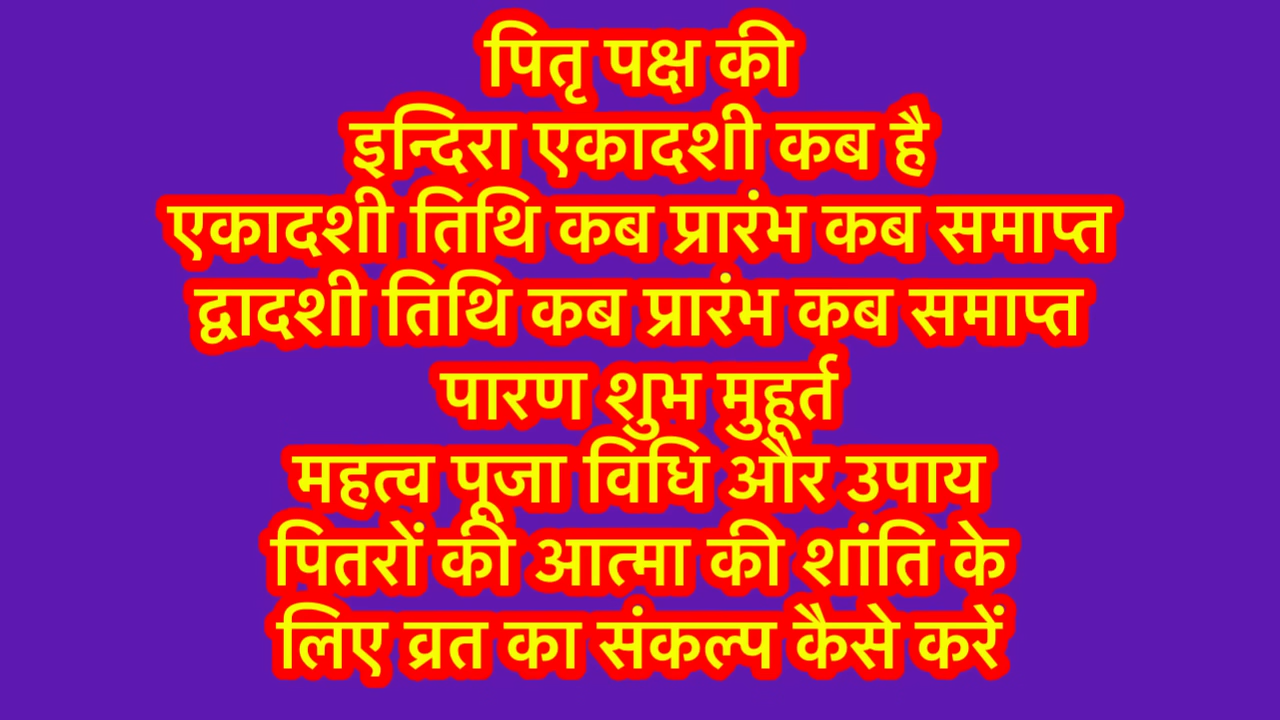 पितृ पक्ष की
इन्दिरा एकादशी कब है
एकादशी तिथि कब प्रारंभ कब समाप्त
द्वादशी तिथि कब प्रारंभ कब समाप्त
पारण शुभ मुहूर्त
महत्व पूजा विधि और उपाय
पितरों की आत्मा की शांति के
लिए व्रत का संकल्प कैसे करें